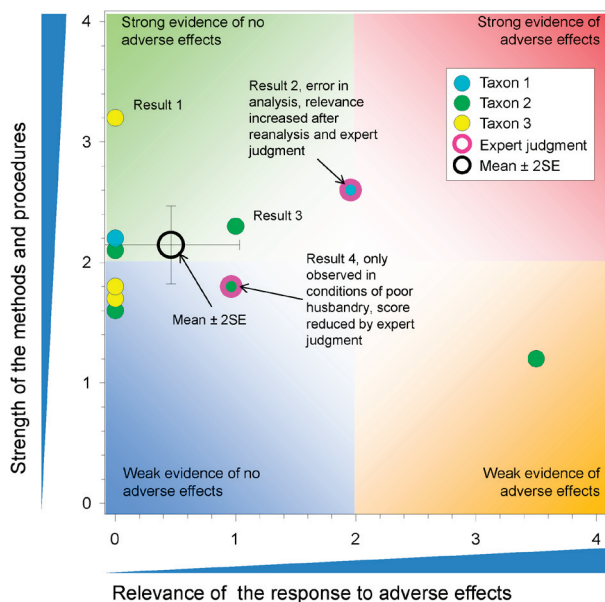 Strong evidence of no
adverse effects
Strong evidence of
adverse effects
Taxon 1
Taxon 2
Taxon 3
Expert judgment
Mean ± 2SE
Result 1
Result 2, error in
analysis, relevance
increased after
reanalysis and expert
judgment
Result 3
Result 4, only
observed in
conditions of poor
husbandry, score
reduced by expert
judgment
Mean ± 2SE
Weak evidence of no
adverse effects
Weak evidence of
adverse effects
Strength of the methods and procedures
4
3
2
1
0
0 1 2 3 4
Relevance of the response to adverse effects